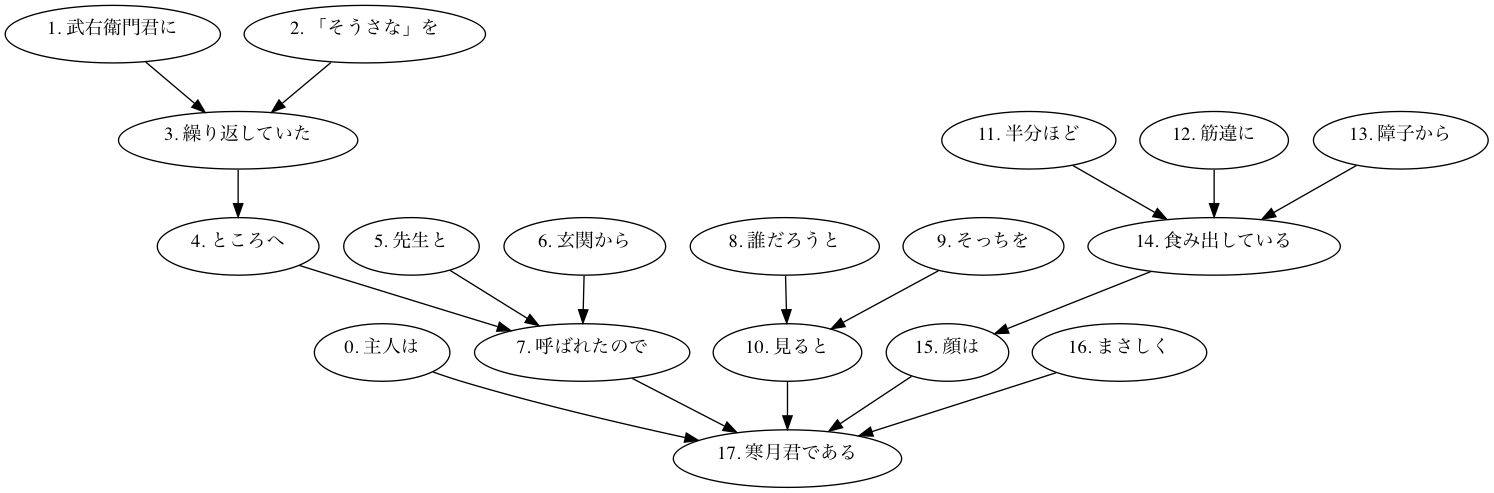 1. 武右衛門君に
2. 「そうさな」を
3. 繰り返していた
11. 半分ほど
12. 筋違に
13. 障子から
4. ところへ
5. 先生と
6. 玄関から
8. 誰だろうと
9. そっちを
14. 食み出している
0. 主人は
7. 呼ばれたので
10. 見ると
15. 顔は
16. まさしく
17. 寒月君である